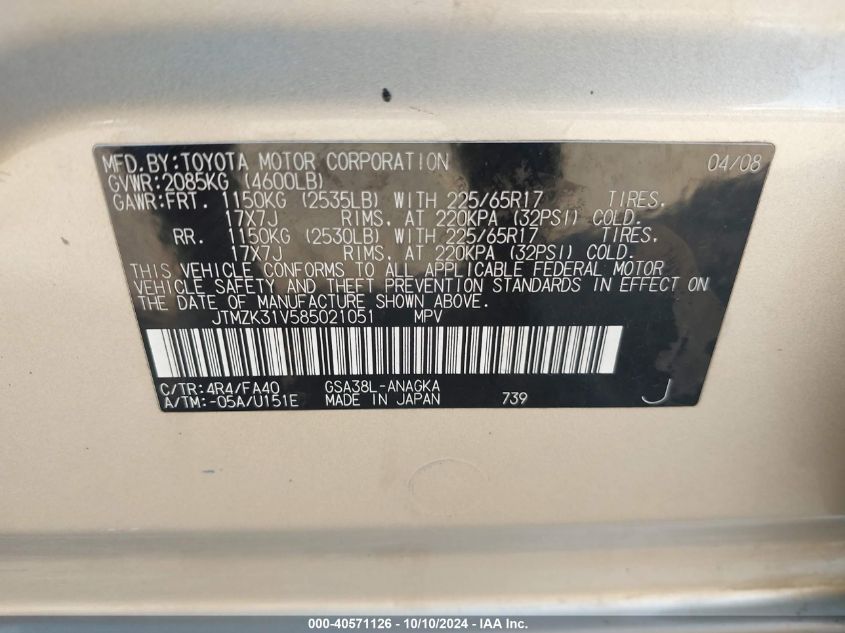 MFD.BY:TOYOTA MOTOR CORPORATION 04/08
GVWR:2085KG (4600LB)
GAWR:FRT. 1150KG (2535LB) WITH 225/65R17 TIRES,
17X7J RIMS, AT 220KPA (32PSI) COLD.
RR. 1150KG (2530LB) WITH 225/65R17 TIRES,
17X7J RIMS, AT 220KPA (32PSI) COLD.
THIS VEHICLE CONFORMS TO ALL APPLICABLE FEDERAL MOTOR
VEHICLE SAFETY AND THEFT PREVENTION STANDARDS IN EFFECT ON
THE DATE OF MANUFACTURE SHOWN ABOVE.
JTMZK31V585021051 MPV
C/TR:4R4/FA40 GSA38L-ANAGKA
A/TM:-05A/U151E MADE IN JAPAN 739 J
000-40571126 - 10/10/2024 - IAA Inc.